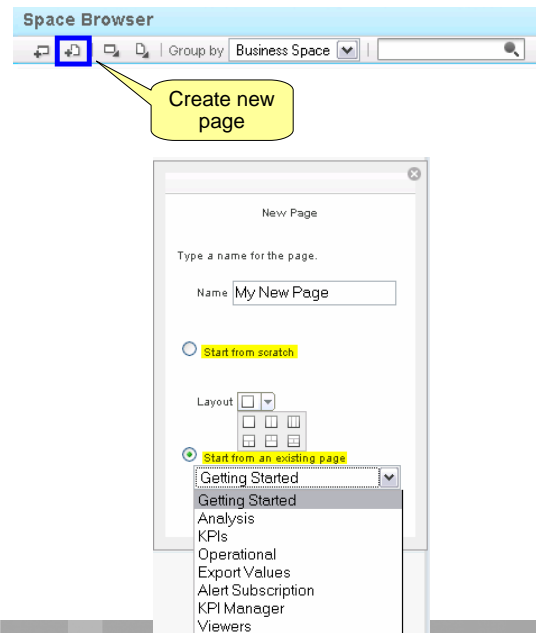 Space Browser
Group by Business Space
Create new
page
New Page
Type a name for the page.
Name My New Page
Start from scratch
Layout
Start from an existing page
Getting Started
Getting Started
Analysis
KPIs
Operational
Export Values
Alert Subscription
KPI Manager
Viewers